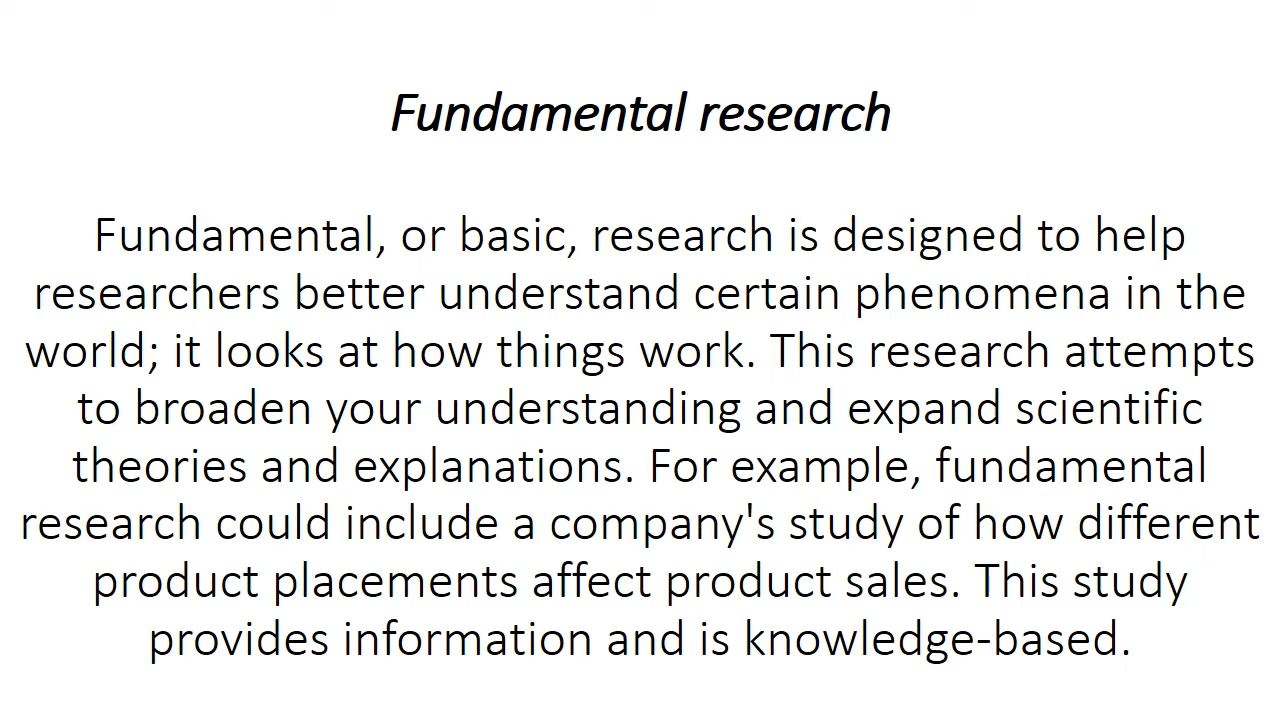 Fundamental research
Fundamental, or basic, research is designed to help
researchers better understand certain phenomena in the
world; it looks at how things work. This research attempts
to broaden your understanding and expand scientific
theories and explanations. For example, fundamental
research could include a company's study of how different
product placements affect product sales. This study
provides information and is knowledge-based.